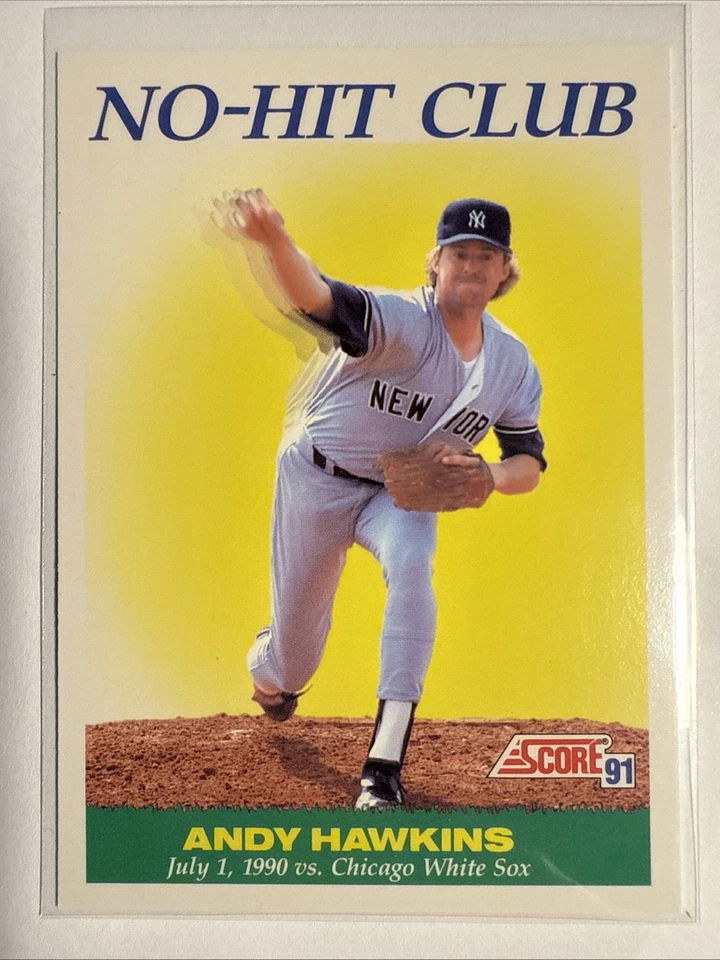 NO-HIT CLUB
NY
NEW YORK
SCORE® 91
ANDY HAWKINS
July 1, 1990 vs. Chicago White Sox